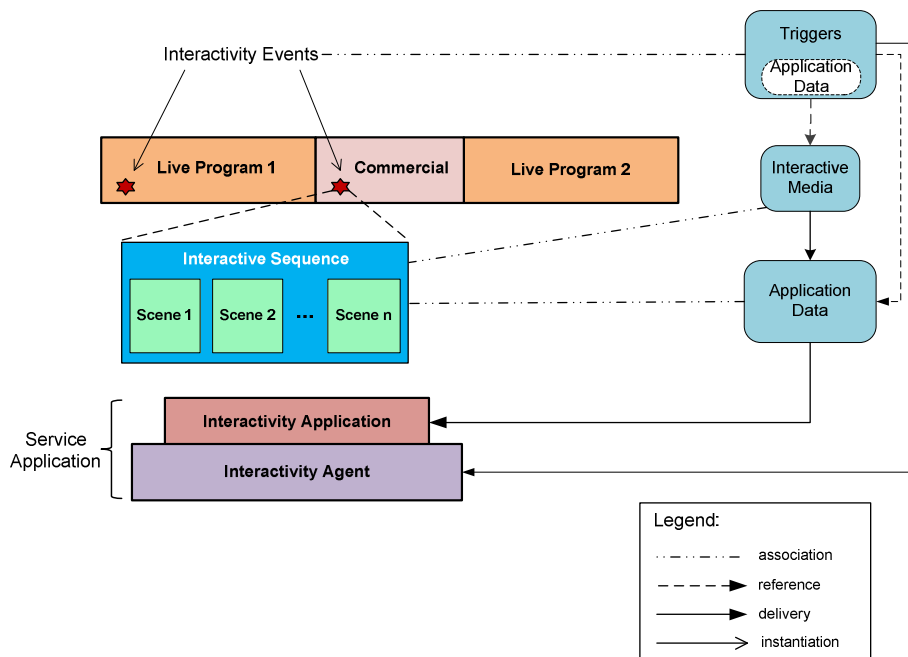 Triggers
Application
Data
Interactivity Events
Live Program 1
Commercial
Live Program 2
Interactive
Media
Interactive Sequence
Scene 1
Scene 2
...
Scene n
Application
Data
Service
Application
Interactivity Application
Interactivity Agent
Legend:
association
reference
delivery
instantiation